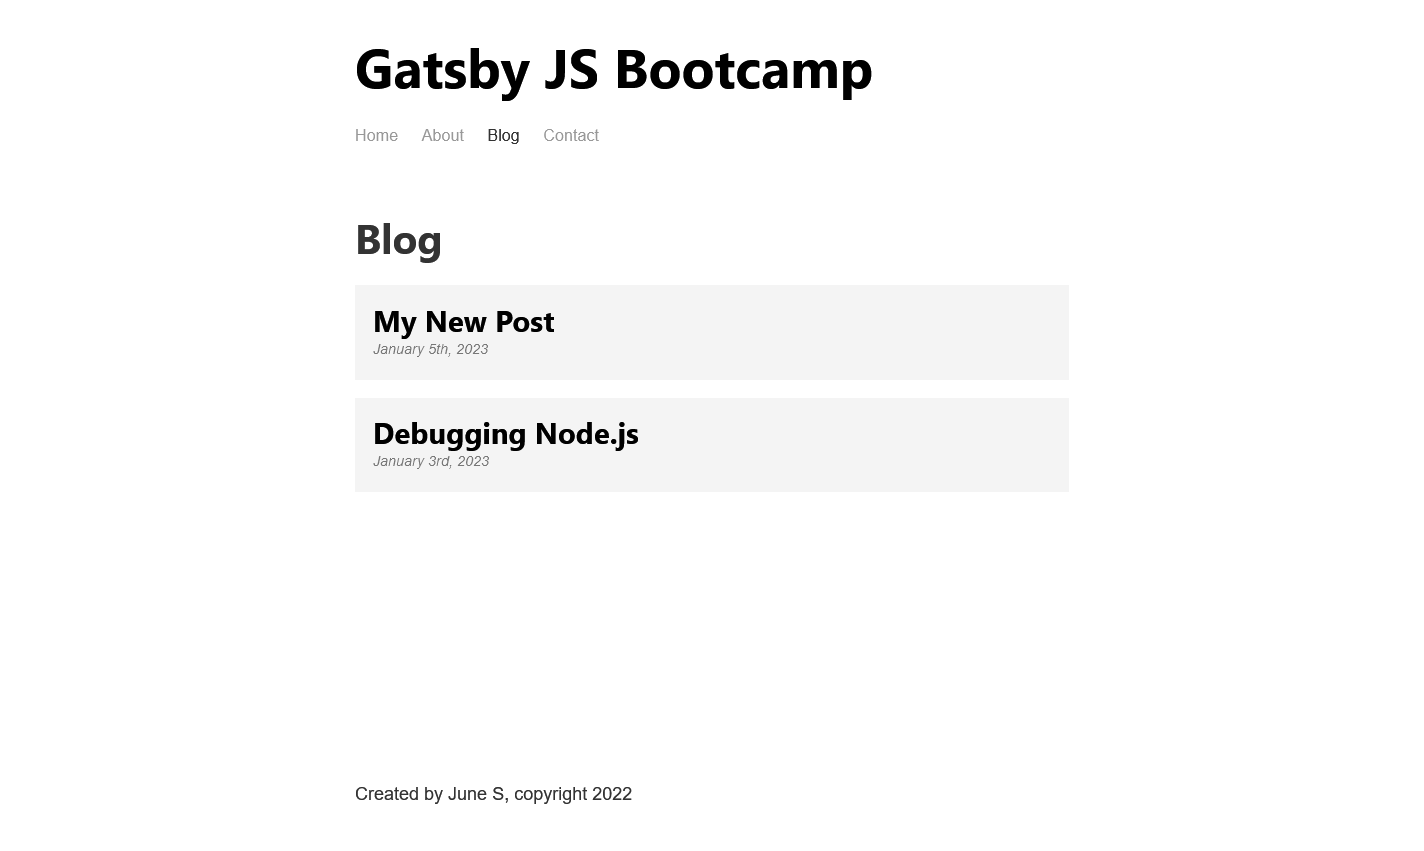 Gatsby JS Bootcamp
Home About Blog Contact
Blog
My New Post
January 5th, 2023
Debugging Node.js
January 3rd, 2023
Created by June S, copyright 2022